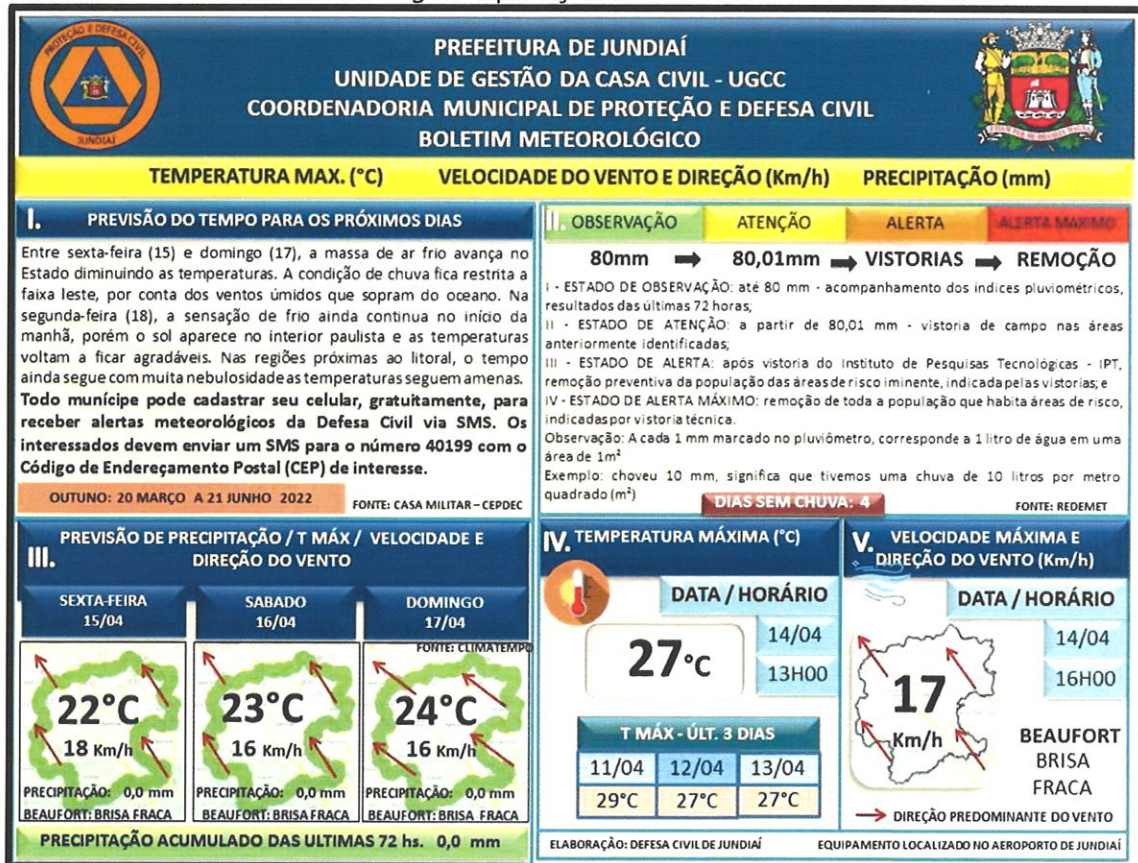 PROTEÇÃO E DEFESA CIVIL
JUNDIAÍ
PREFEITURA DE JUNDIAÍ
UNIDADE DE GESTÃO DA CASA CIVIL - UGCC
COORDENADORIA MUNICIPAL DE PROTEÇÃO E DEFESA CIVIL
BOLETIM METEOROLÓGICO
TEMPERATURA MAX. (°C) VELOCIDADE DO VENTO E DIREÇÃO (Km/h) PRECIPITAÇÃO (mm)
I. PREVISÃO DO TEMPO PARA OS PRÓXIMOS DIAS
Entre sexta-feira (15) e domingo (17), a massa de ar frio avança no
Estado diminuindo as temperaturas. A condição de chuva fica restrita a
faixa leste, por conta dos ventos úmidos que sopram do oceano. Na
segunda-feira (18), a sensação de frio ainda continua no início da
manhã, porém o sol aparece no interior paulista e as temperaturas
voltam a ficar agradáveis. Nas regiões próximas ao litoral, o tempo
ainda segue com muita nebulosidade as temperaturas seguem amenas.
Todo munícipe pode cadastrar seu celular, gratuitamente, para
receber alertas meteorológicos da Defesa Civil via SMS. Os
interessados devem enviar um SMS para o número 40199 com o
Código de Endereçamento Postal (CEP) de interesse.
OUTUNO: 20 MARÇO A 21 JUNHO 2022
FONTE: CASA MILITAR – CEPDEC
II. OBSERVAÇÃO ATENÇÃO ALERTA ALERTA MAXIMO
80mm 80,01mm VISTORIAS REMOÇÃO
I - ESTADO DE OBSERVAÇÃO: até 80 mm - acompanhamento dos índices pluviométricos,
resultados das últimas 72 horas;
II - ESTADO DE ATENÇÃO: a partir de 80,01 mm - vistoria de campo nas áreas
anteriormente identificadas;
III - ESTADO DE ALERTA: após vistoria do Instituto de Pesquisas Tecnológicas - IPT,
remoção preventiva da população das áreas de risco iminente, indicada pelas vistorias; e
IV - ESTADO DE ALERTA MÁXIMO: remoção de toda a população que habita áreas de risco,
indicadas por vistoria técnica.
Observação: A cada 1 mm marcado no pluviômetro, corresponde a 1 litro de água em uma
área de 1m²
Exemplo: choveu 10 mm, significa que tivemos uma chuva de 10 litros por metro
quadrado (m²)
DIAS SEM CHUVA: 4
FONTE: REDEMET
III. PREVISÃO DE PRECIPITAÇÃO / T MÁX / VELOCIDADE E
DIREÇÃO DO VENTO
SEXTA-FEIRA
15/04
SABADO
16/04
DOMINGO
17/04
FONTE: CLIMATEMPO
22°C
18 Km/h
PRECIPITAÇÃO: 0,0 mm
BEAUFORT: BRISA FRACA
23°C
16 Km/h
PRECIPITAÇÃO: 0,0 mm
BEAUFORT: BRISA FRACA
24°C
16 Km/h
PRECIPITAÇÃO: 0,0 mm
BEAUFORT: BRISA FRACA
PRECIPITAÇÃO ACUMULADO DAS ULTIMAS 72 hs. 0,0 mm
IV. TEMPERATURA MÁXIMA (°C)
DATA / HORÁRIO
27°C
14/04
13H00
T MÁX - ÚLT. 3 DIAS
11/04 12/04 13/04
29°C 27°C 27°C
V. VELOCIDADE MÁXIMA E
DIREÇÃO DO VENTO (Km/h)
DATA / HORÁRIO
17
Km/h
14/04
16H00
BEAUFORT
BRISA
FRACA
DIREÇÃO PREDOMINANTE DO VENTO
ELABORAÇÃO: DEFESA CIVIL DE JUNDIAÍ
EQUIPAMENTO LOCALIZADO NO AEROPORTO DE JUNDIAÍ